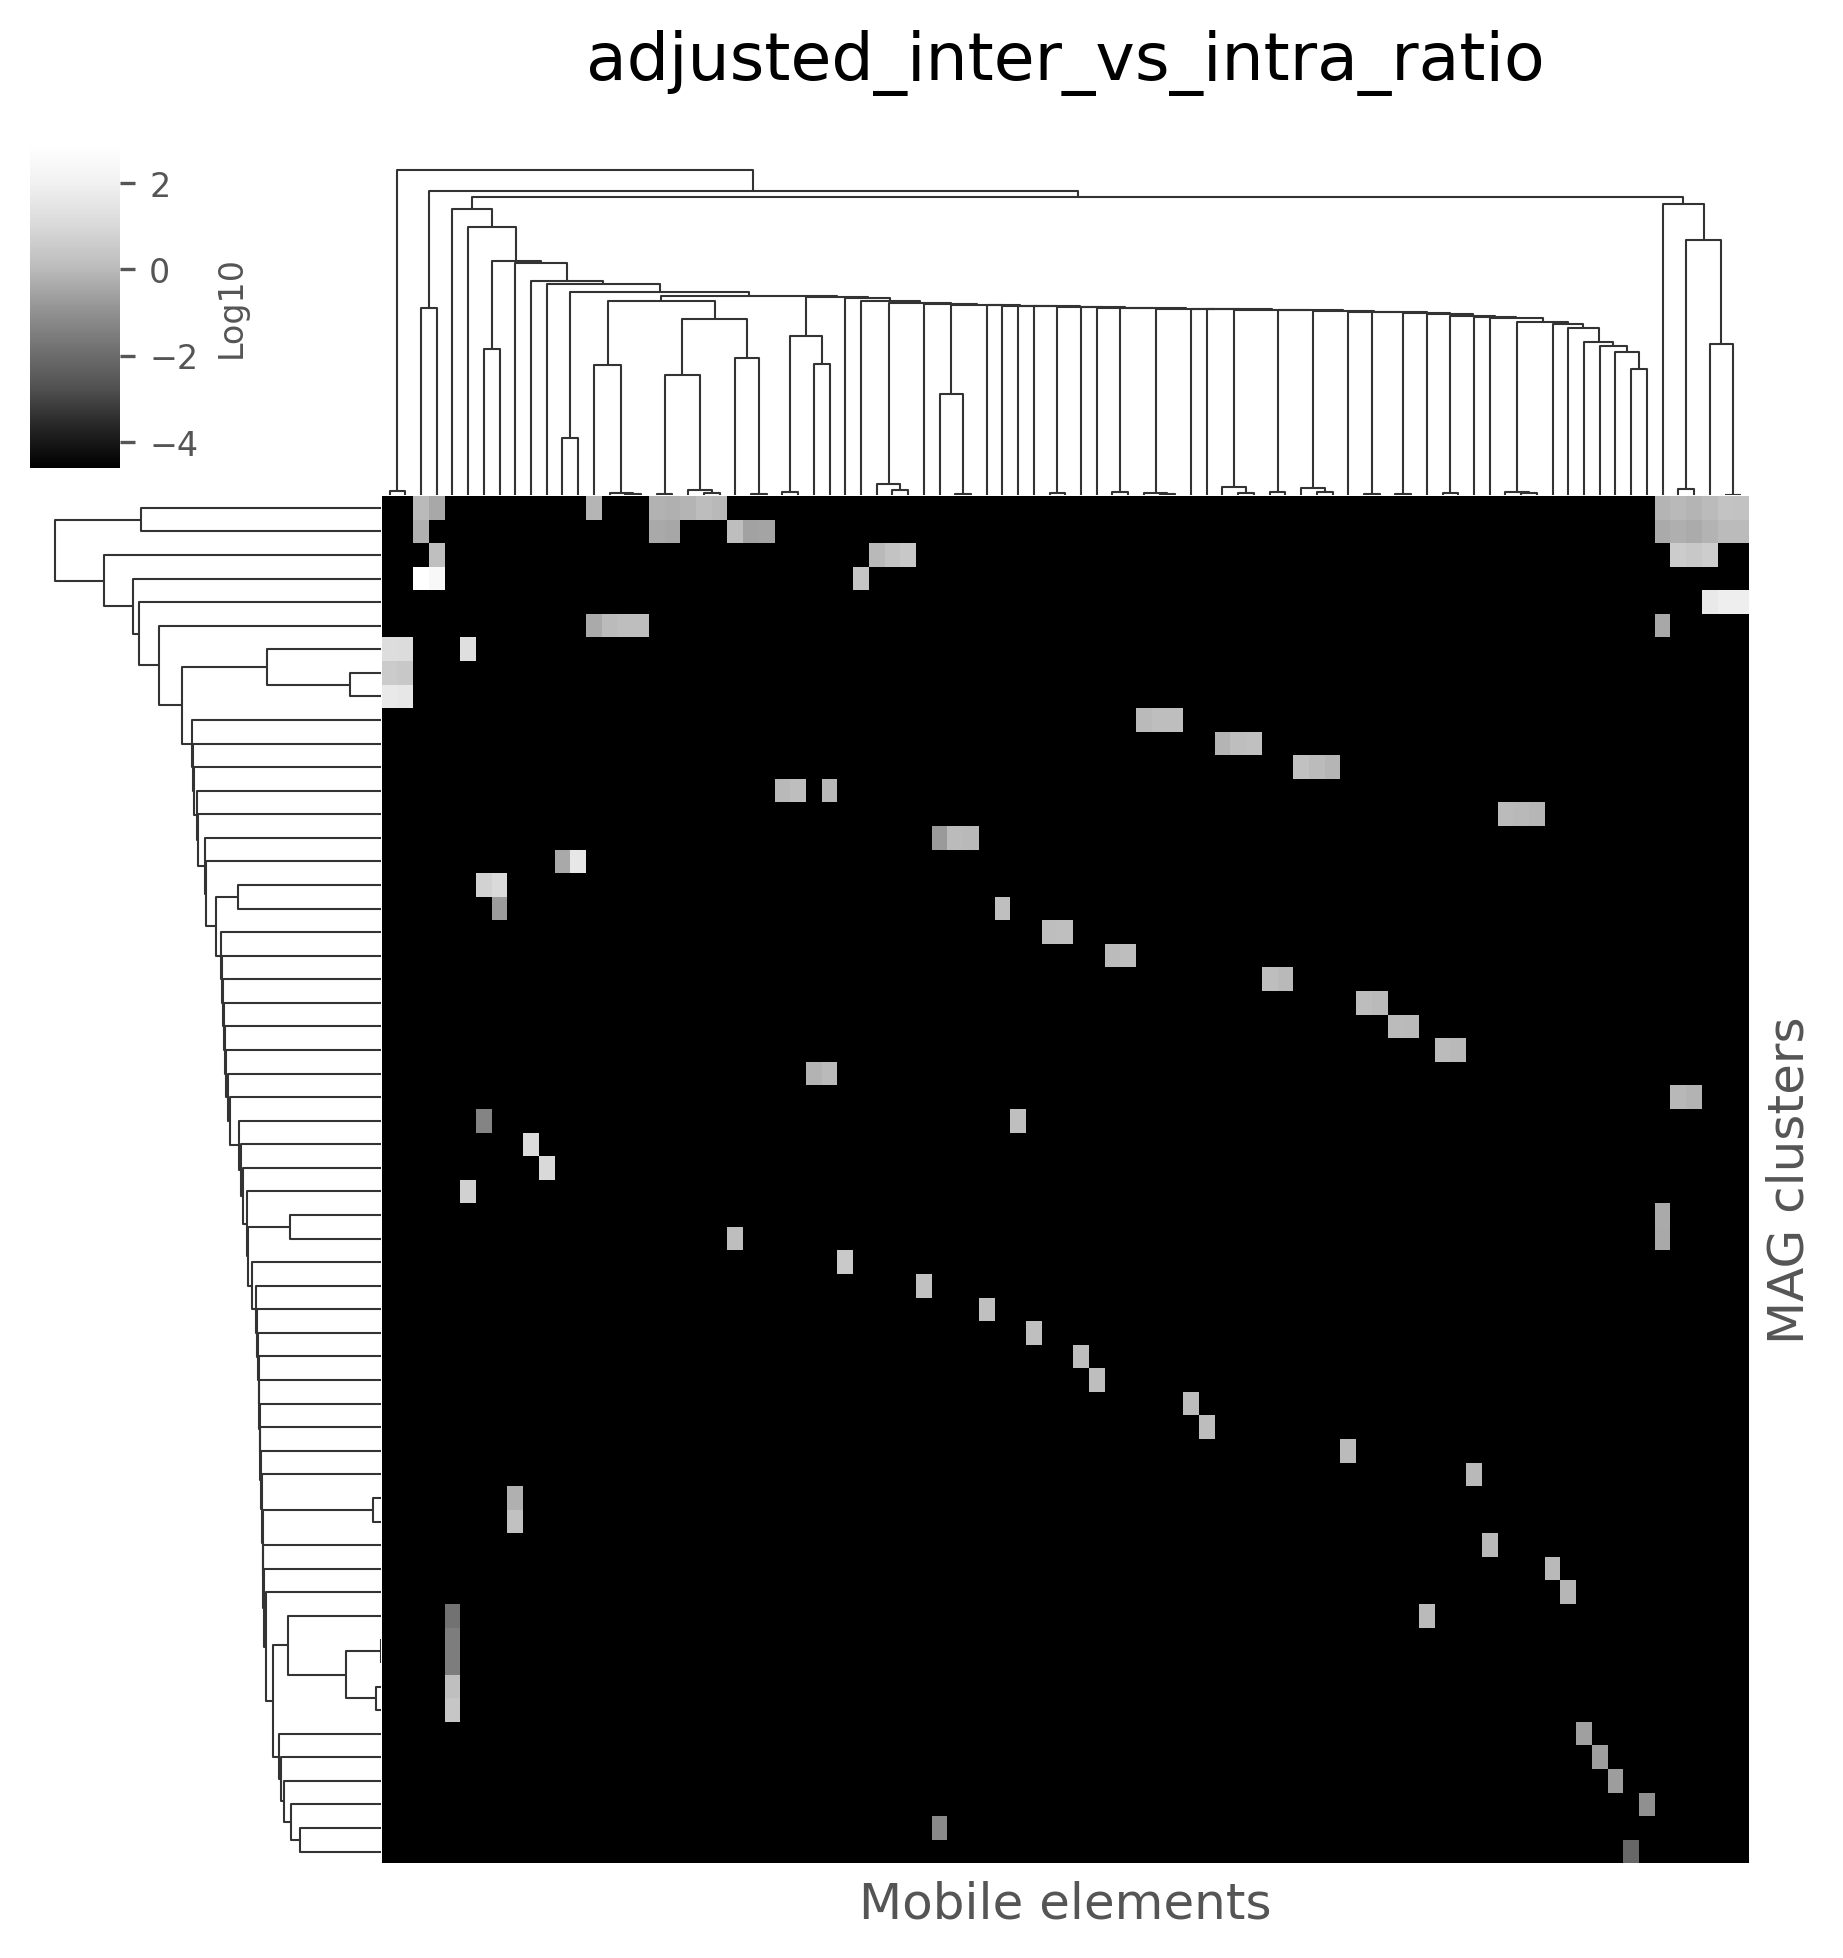 adjusted_inter_vs_intra_ratio
2
0
−2
−4
Log10
MAG clusters
Mobile elements